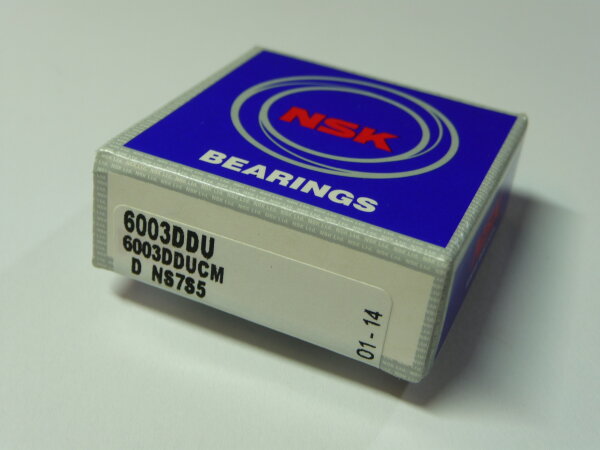 NSK
BEARINGS
6003DDU
6003DDUCM
D NS7S5
01-14